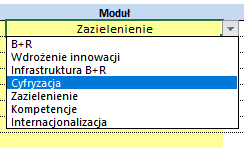 Moduł
Zazielenienie
B+R
Wdrożenie innowacji
Infrastruktura B+R
Cyfryzacja
Zazielenienie
Kompetencje
Internacjonalizacja